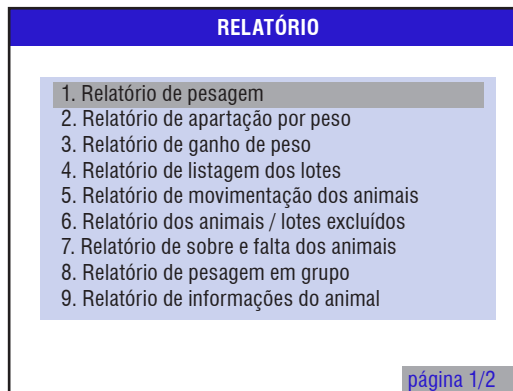 RELATÓRIO
1. Relatório de pesagem
2. Relatório de apartação por peso
3. Relatório de ganho de peso
4. Relatório de listagem dos lotes
5. Relatório de movimentação dos animais
6. Relatório dos animais / lotes excluídos
7. Relatório de sobre e falta dos animais
8. Relatório de pesagem em grupo
9. Relatório de informações do animal
página 1/2